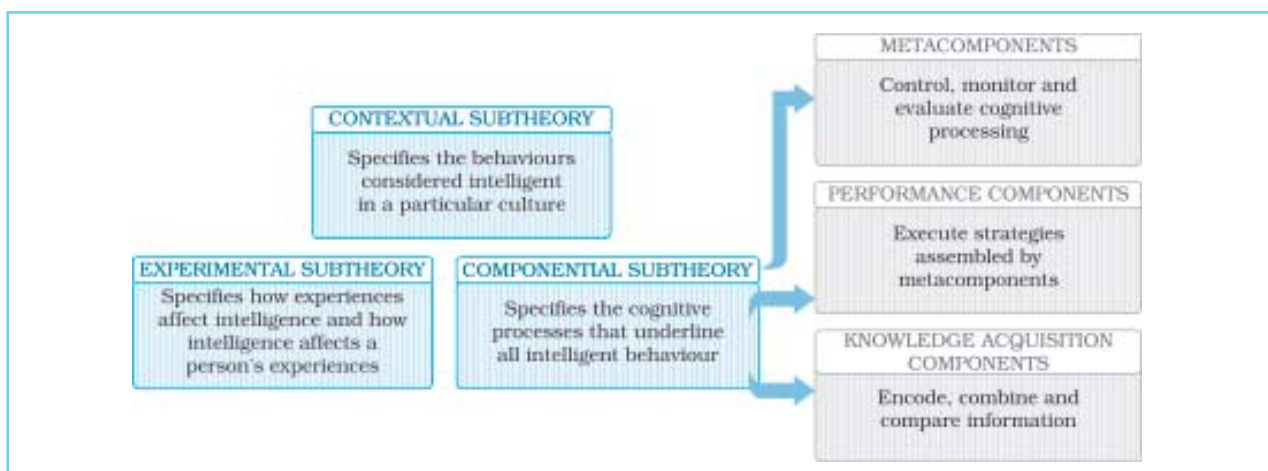 CONTEXTUAL SUBTHEORY
Specifies the behaviours
considered intelligent
in a particular culture
EXPERIMENTAL SUBTHEORY
Specifies how experiences
affect intelligence and how
intelligence affects a
person's experiences
COMPONENTIAL SUBTHEORY
Specifies the cognitive
processes that underline
all intelligent behaviour
METACOMPONENTS
Control, monitor and
evaluate cognitive
processing
PERFORMANCE COMPONENTS
Execute strategies
assembled by
metacomponents
KNOWLEDGE ACQUISITION
COMPONENTS
Encode, combine and
compare information